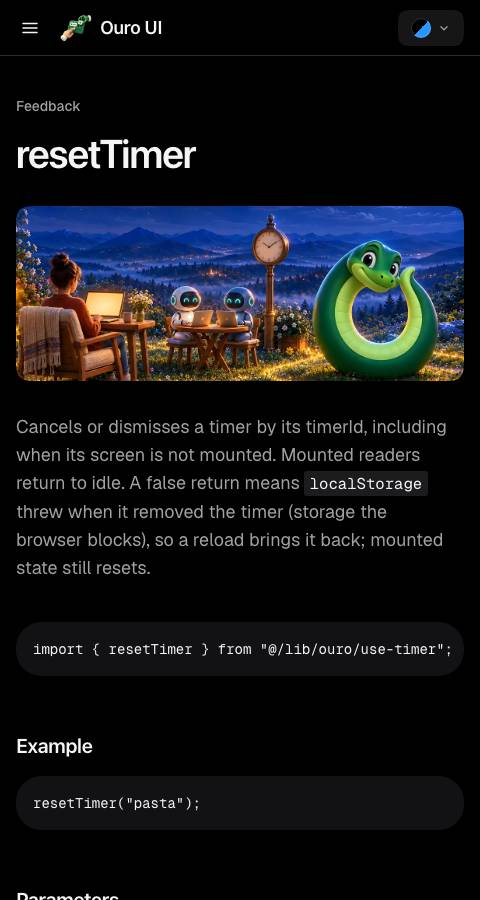 Ouro UI
Feedback
resetTimer
Cancels or dismisses a timer by its timerId, including
when its screen is not mounted. Mounted readers
return to idle. A false return means localStorage
threw when it removed the timer (storage the
browser blocks), so a reload brings it back; mounted
state still resets.
import { resetTimer } from "@/lib/ouro/use-timer";
Example
resetTimer("pasta");
Parameters